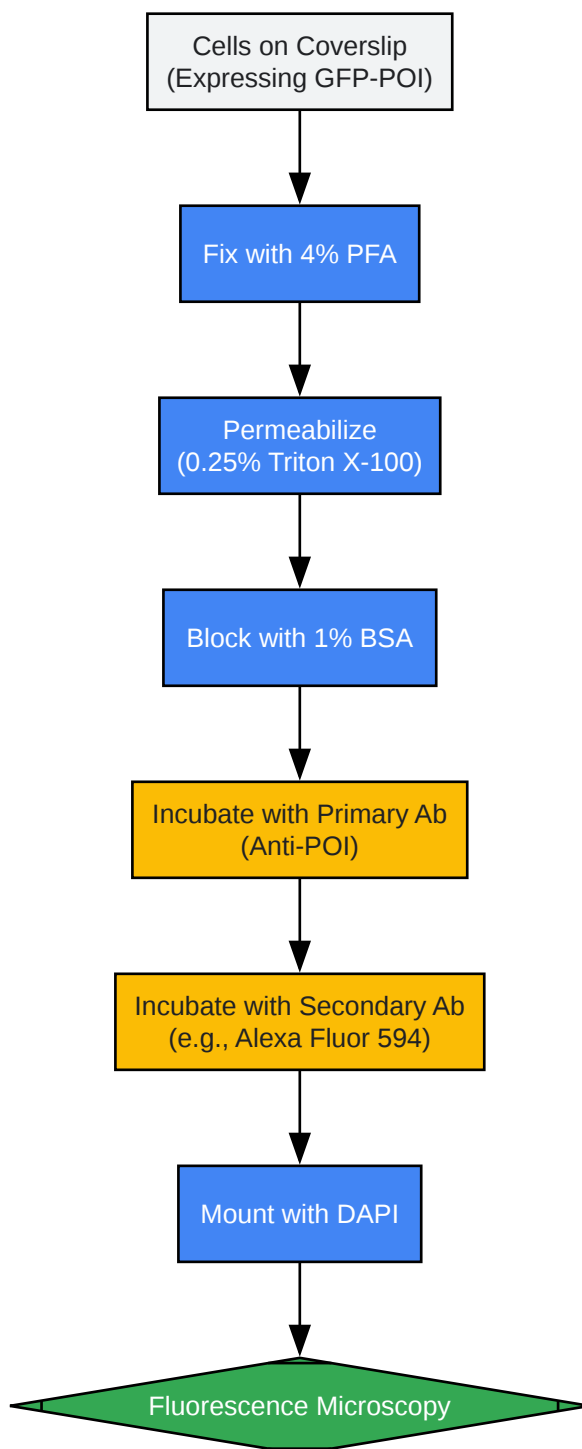 Cells on Coverslip
(Expressing GFP-POI)
Fix with 4% PFA
Permeabilize
(0.25% Triton X-100)
Block with 1% BSA
Incubate with Primary Ab
(Anti-POI)
Incubate with Secondary Ab
(e.g., Alexa Fluor 594)
Mount with DAPI
Fluorescence Microscopy